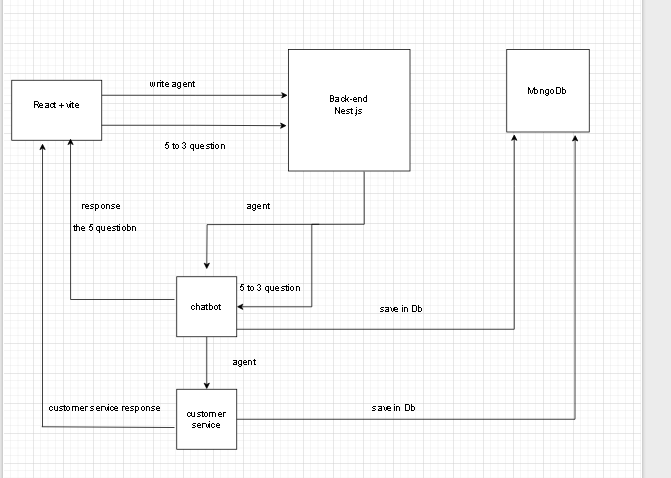 write agent
React + vite
Back-end
Nest js
MongoDb
5 to 3 question
response
agent
the 5 questiobn
5 to 3 question
chatbot
save in Db
agent
customer service response
save in Db
customer
service